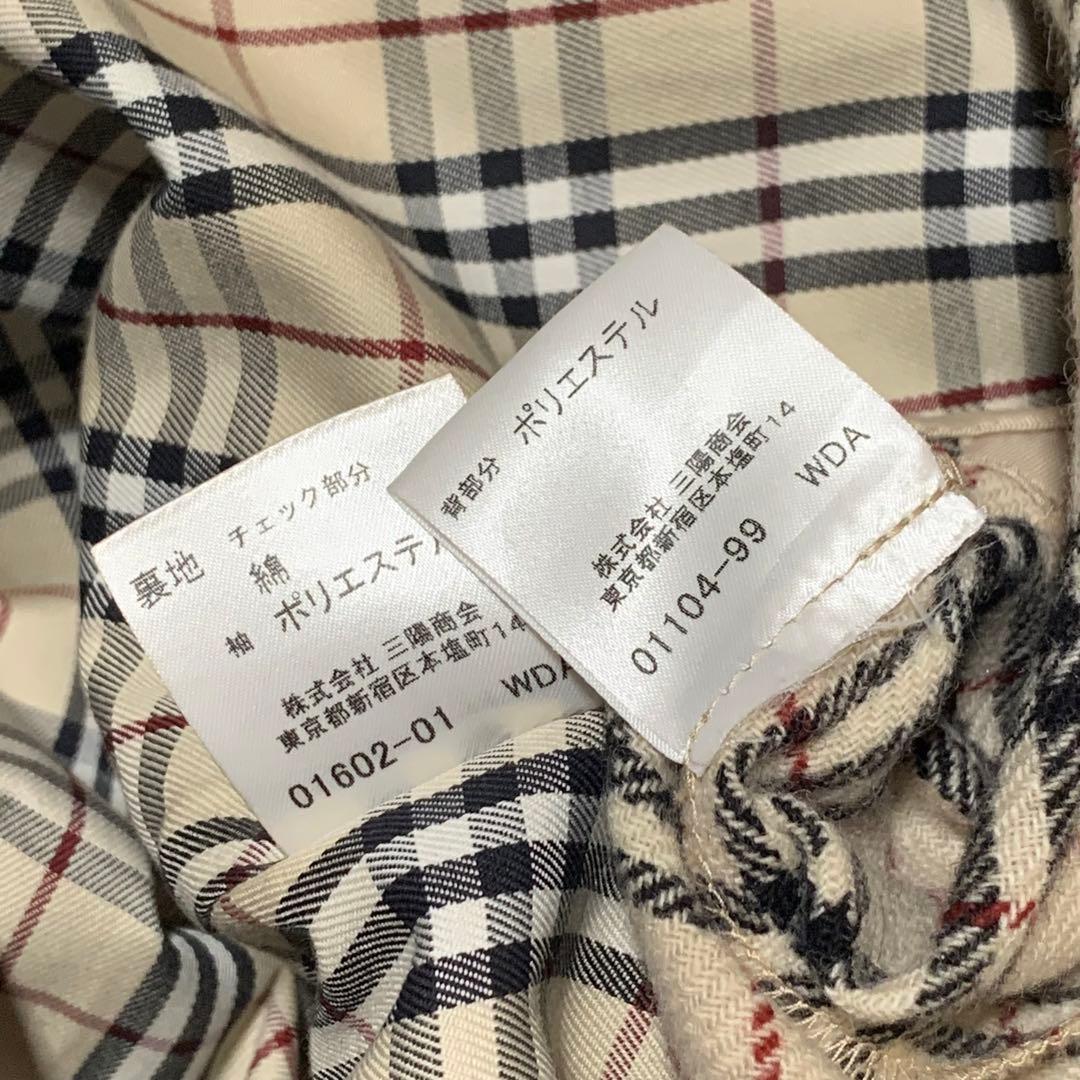 裏地 チェック部分
綿
袖 ポリエステル
株式会社 三陽商会
東京都新宿区本塩町14
01602-01 WDA
背部分 ポリエステル
株式会社 三陽商会
東京都新宿区本塩町14
01104-99 WDA